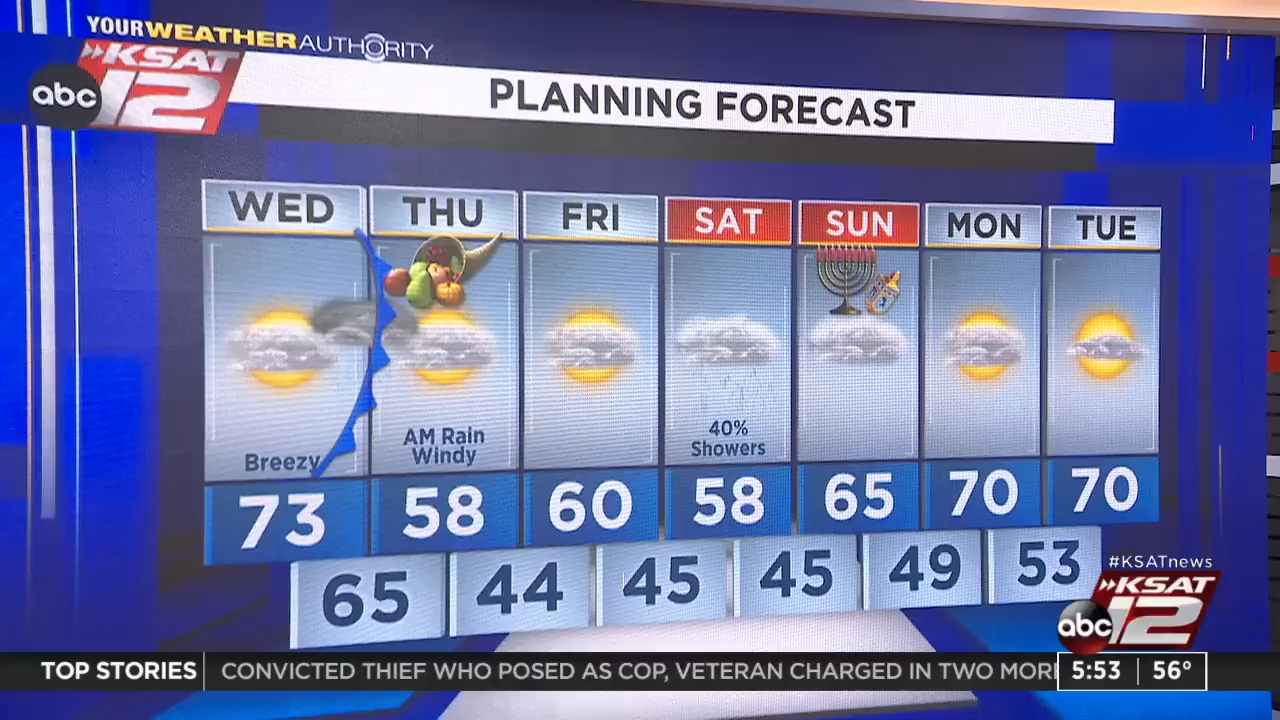 YOUR WEATHER AUTHORITY
KSAT
abc 12
PLANNING FORECAST
WED THU FRI SAT SUN MON TUE
Breezy
AM Rain
Windy
40%
Showers
73 58 60 58 65 70 70
65 44 45 45 49 53
#KSATnews
KSAT
abc 12
TOP STORIES CONVICTED THIEF WHO POSED AS COP, VETERAN CHARGED IN TWO MOR
5:53 56°